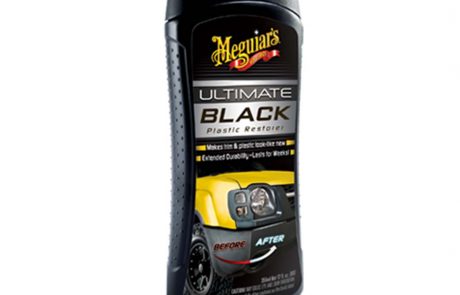 Meguiar's
ULTIMATE
BLACK
Plastic Restorer
• Makes trim & plastic look like new
• Extended Durability – Lasts for Weeks!
BEFORE
AFTER